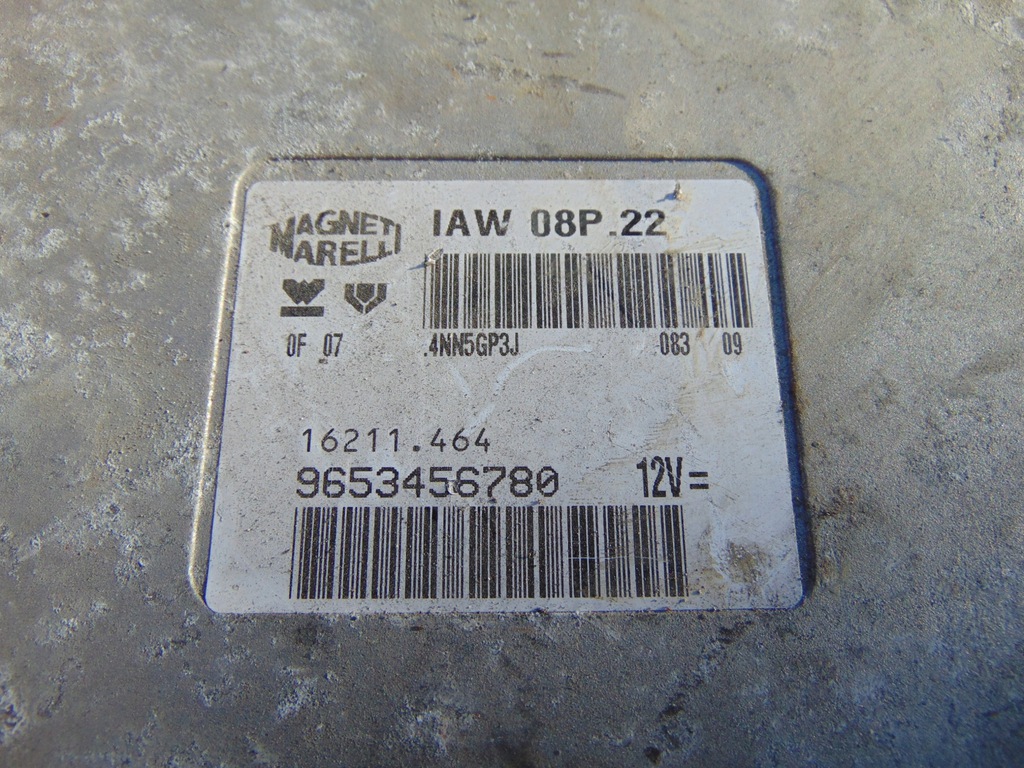 MAGNETI MARELLI IAW 08P.22
0F 07 .4NN5GP3J .083 09
16211.464
9653456780 12V=